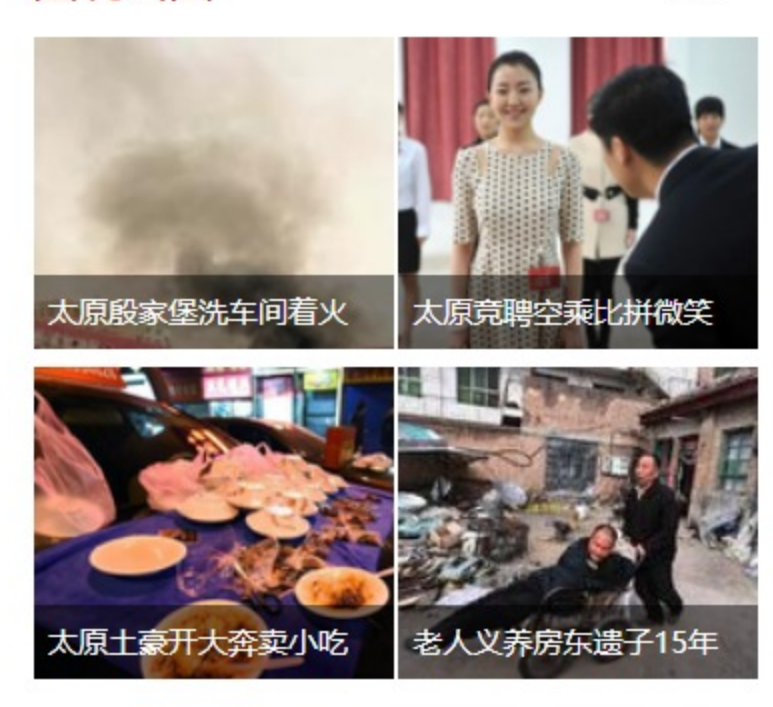 太原殷家堡洗车间着火
太原竞聘空乘比拼微笑
太原土豪开大奔卖小吃
老人义养房东遗子15年